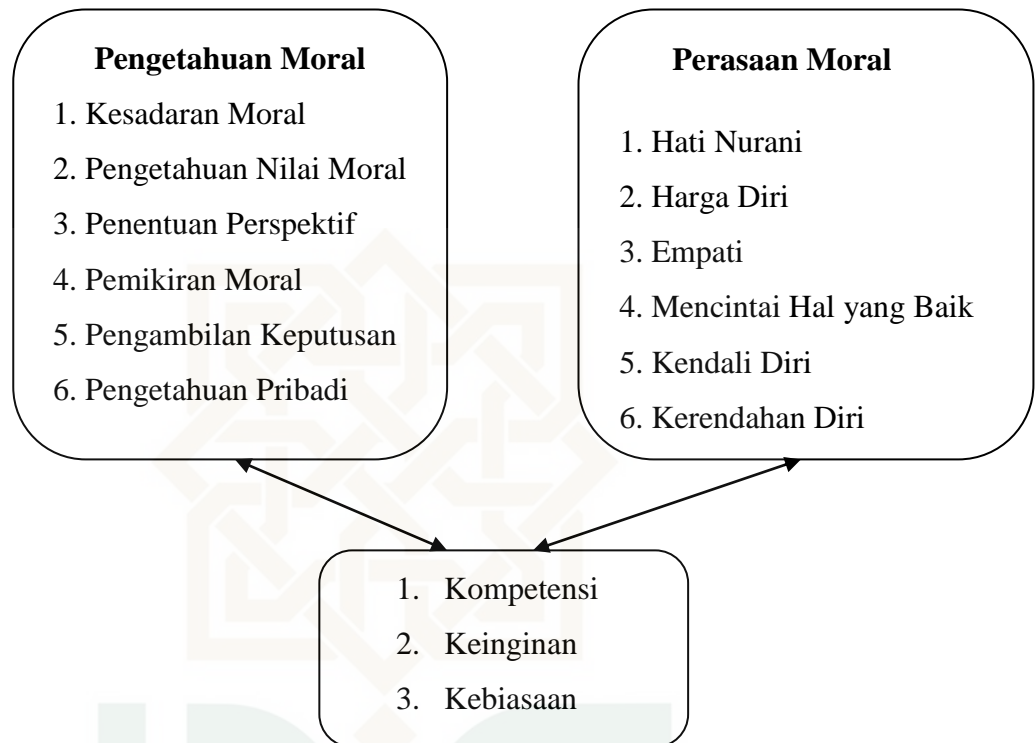 Pengetahuan Moral
1. Kesadaran Moral
2. Pengetahuan Nilai Moral
3. Penentuan Perspektif
4. Pemikiran Moral
5. Pengambilan Keputusan
6. Pengetahuan Pribadi
Perasaan Moral
1. Hati Nurani
2. Harga Diri
3. Empati
4. Mencintai Hal yang Baik
5. Kendali Diri
6. Kerendahan Diri
1. Kompetensi
2. Keinginan
3. Kebiasaan